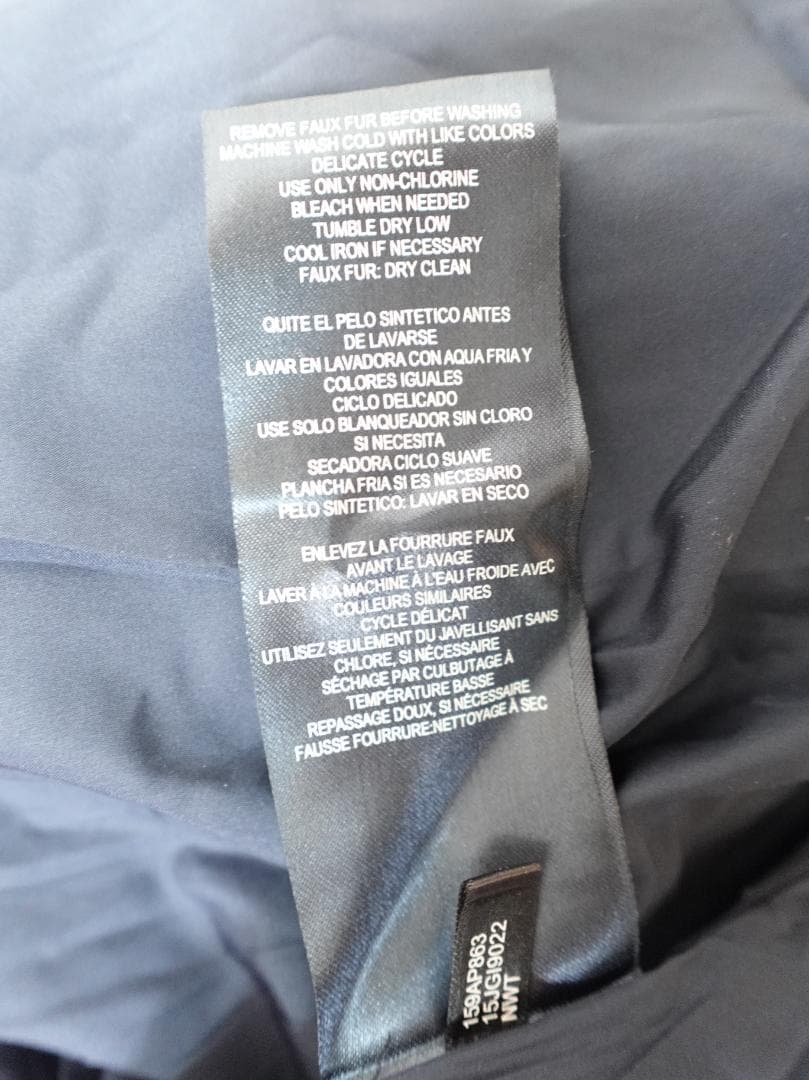 REMOVE FAUX FUR BEFORE WASHING
MACHINE WASH COLD WITH LIKE COLORS
DELICATE CYCLE
USE ONLY NON-CHLORINE
BLEACH WHEN NEEDED
TUMBLE DRY LOW
COOL IRON IF NECESSARY
FAUX FUR: DRY CLEAN
QUITE EL PELO SINTETICO ANTES
DE LAVARSE
LAVAR EN LAVADORA CON AQUA FRIA Y
COLORES IGUALES
CICLO DELICADO
USE SOLO BLANQUEADOR SIN CLORO
SI NECESITA
SECADORA CICLO SUAVE
PLANCHA FRIA SI ES NECESARIO
PELO SINTETICO: LAVAR EN SECO
ENLEVEZ LA FOURRURE FAUX
AVANT LE LAVAGE
LAVER À LA MACHINE À L'EAU FROIDE AVEC
COULEURS SIMILAIRES
CYCLE DÉLICAT
UTILISEZ SEULEMENT DU JAVELLISANT SANS
CHLORE, SI NÉCESSAIRE
SÉCHAGE PAR CULBUTAGE À
TEMPÉRATURE BASSE
REPASSAGE DOUX, SI NÉCESSAIRE
FAUSSE FOURRURE:NETTOYAGE À SEC
159AP863
15JGI9022
NWT